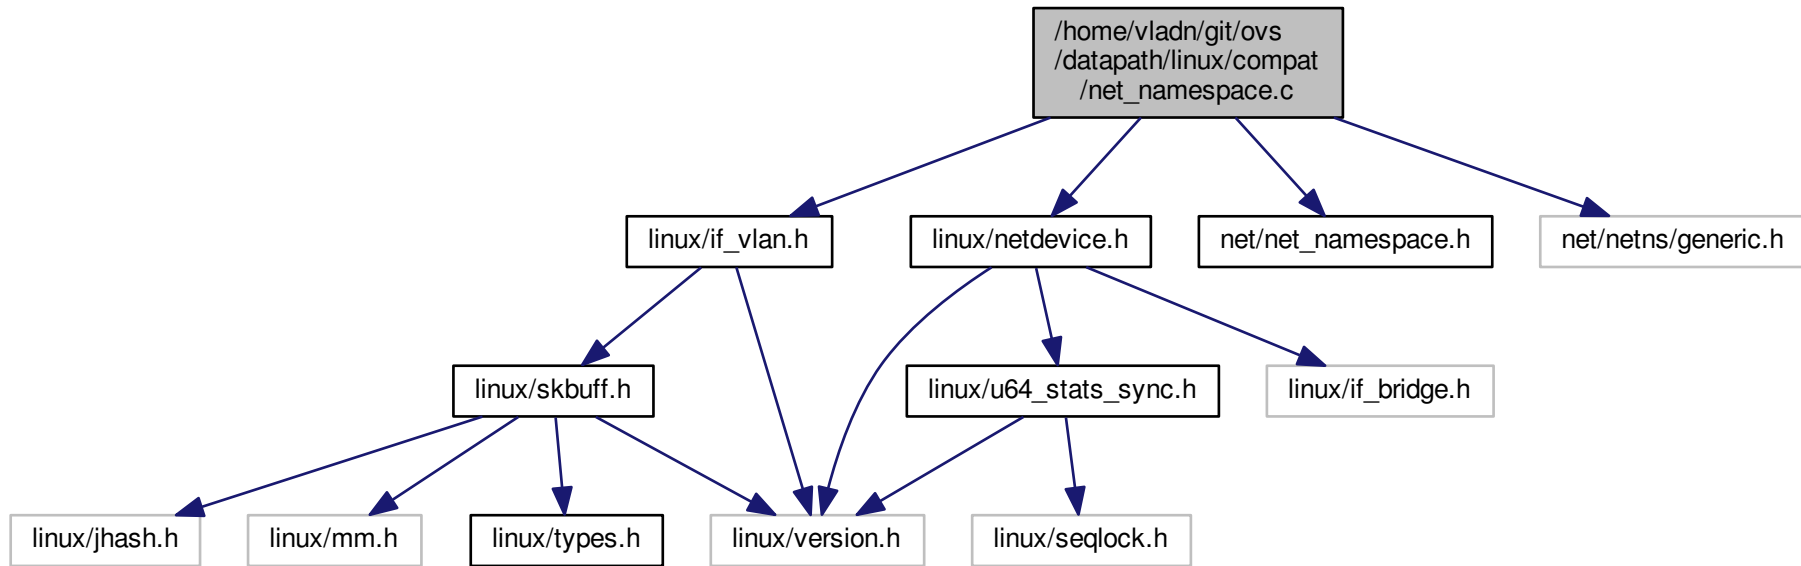 /home/vladn/git/ovs
/datapath/linux/compat
/net_namespace.c
linux/if_vlan.h
linux/netdevice.h
net/net_namespace.h
net/netns/generic.h
linux/skbuff.h
linux/u64_stats_sync.h
linux/if_bridge.h
linux/jhash.h
linux/mm.h
linux/types.h
linux/version.h
linux/seqlock.h